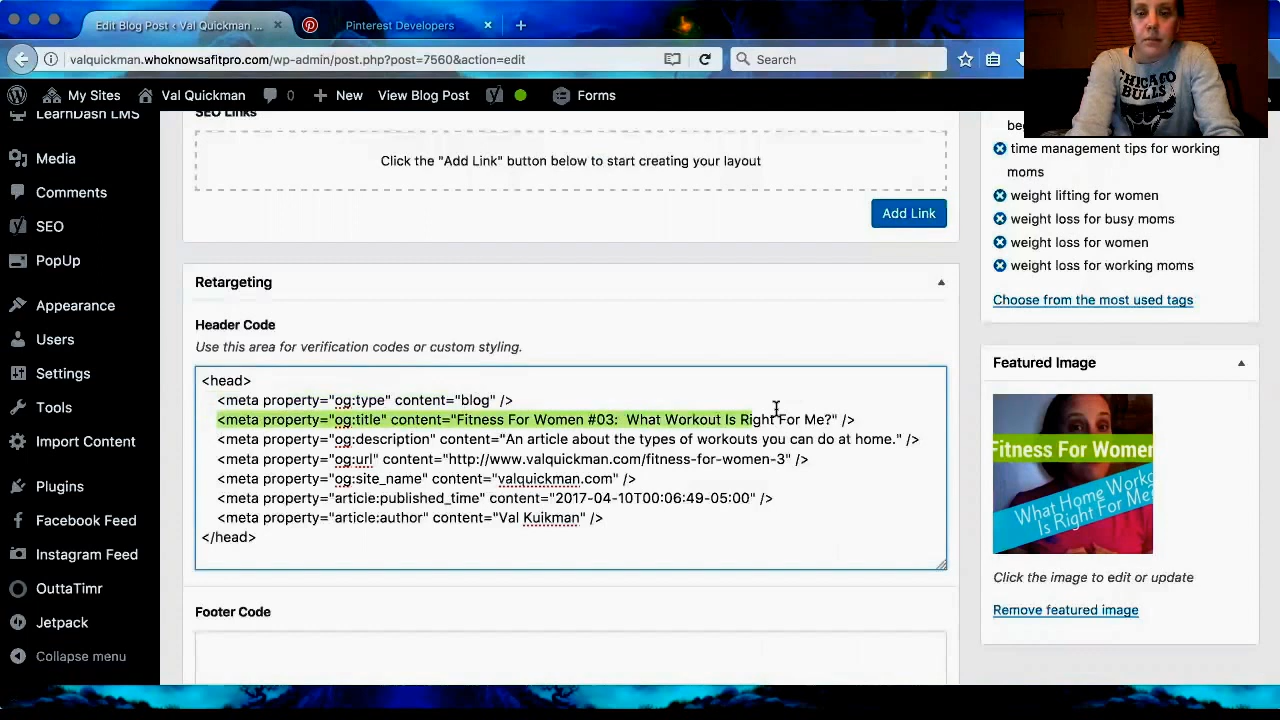 Edit Blog Post ‹ Val Quickman ...
Pinterest Developers
valquickman.whoknowsafitpro.com/wp-admin/post.php?post=7560&action=edit
Search
My Sites
Val Quickman
0
New
View Blog Post
Forms
CHICAGO
BULLS
LearnDash LMS
Media
Comments
SEO
PopUp
Appearance
Users
Settings
Tools
Import Content
Plugins
Facebook Feed
Instagram Feed
OuttaTimr
Jetpack
Collapse menu
SEO Links
Click the "Add Link" button below to start creating your layout
Add Link
Retargeting
Header Code
Use this area for verification codes or custom styling.
<head>
<meta property="og:type" content="blog" />
<meta property="og:title" content="Fitness For Women #03:  What Workout Is Right For Me?" />
<meta property="og:description" content="An article about the types of workouts you can do at home." />
<meta property="og:url" content="http://www.valquickman.com/fitness-for-women-3" />
<meta property="og:site_name" content="valquickman.com" />
<meta property="article:published_time" content="2017-04-10T00:06:49-05:00" />
<meta property="article:author" content="Val Kuikman" />
</head>
Footer Code
time management tips for working
moms
weight lifting for women
weight loss for busy moms
weight loss for women
weight loss for working moms
Choose from the most used tags
Featured Image
Fitness For Women
What Home Worko
Is Right For Me?
Click the image to edit or update
Remove featured image